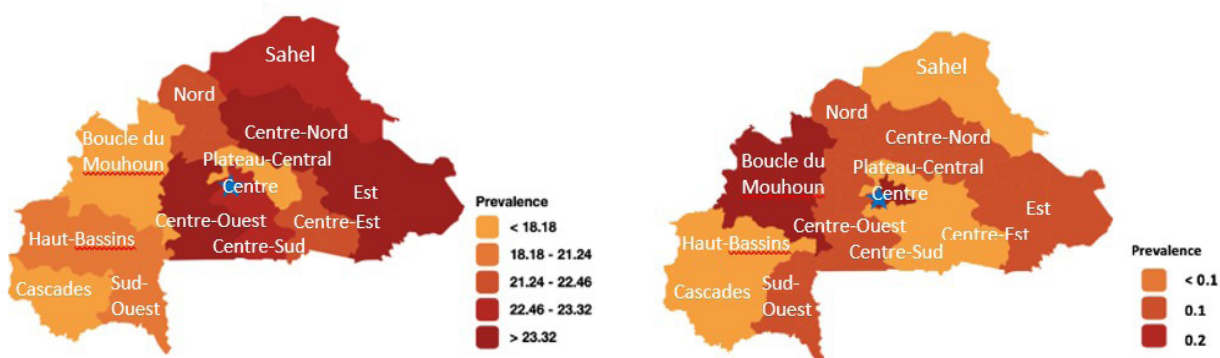 Sahel
Nord
Centre-Nord
Boucle du
Mouhoun
Plateau-Central
Centre
Est
Centre-Ouest
Centre-Est
Haut-Bassins
Centre-Sud
Cascades
Sud-
Ouest
Prevalence
< 18.18
18.18 - 21.24
21.24 - 22.46
22.46 - 23.32
> 23.32
Sahel
Nord
Centre-Nord
Boucle du
Mouhoun
Plateau-Central
Centre
Est
Centre-Ouest
Centre-Est
Haut-Bassins
Centre-Sud
Cascades
Sud-
Ouest
Prevalence
< 0.1
0.1
0.2